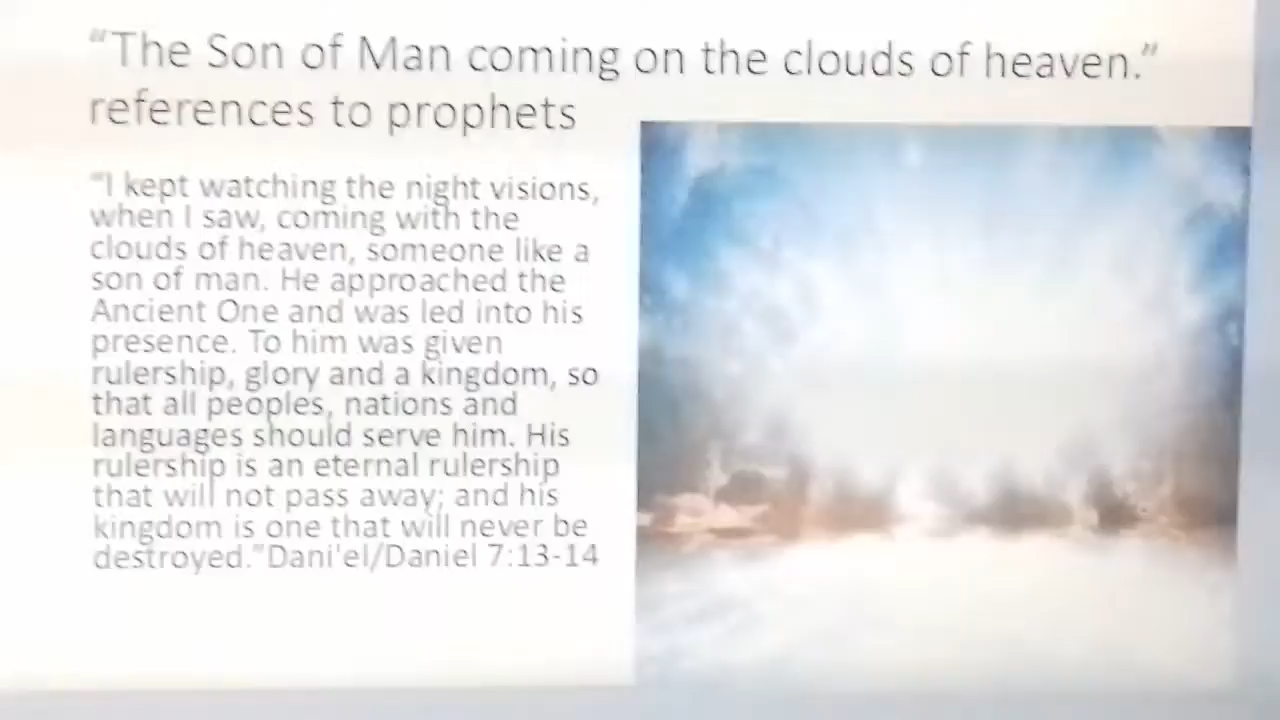 “The Son of Man coming on the clouds of heaven.”
references to prophets
“I kept watching the night visions,
when I saw, coming with the
clouds of heaven, someone like a
son of man. He approached the
Ancient One and was led into his
presence. To him was given
rulership, glory and a kingdom, so
that all peoples, nations and
languages should serve him. His
rulership is an eternal rulership
that will not pass away; and his
kingdom is one that will never be
destroyed.”Dani'el/Daniel 7:13-14